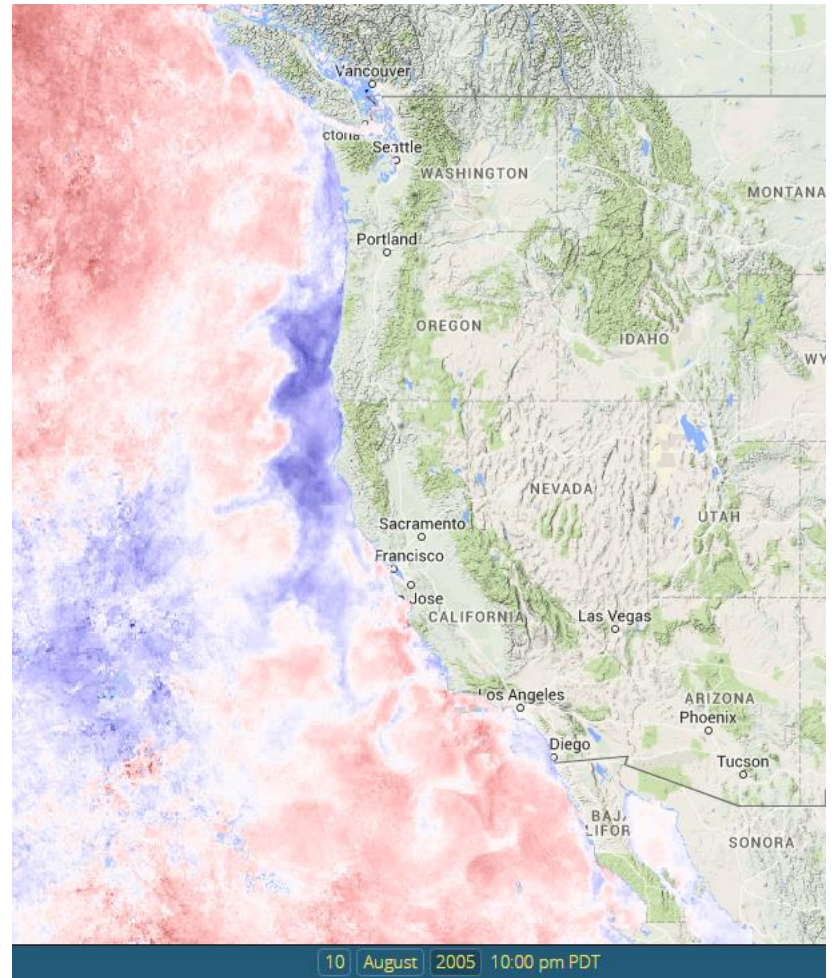 Vancouver
ctoria
Seattle
WASHINGTON
MONTANA
Portland
OREGON
IDAHO
WY
NEVADA
UTAH
Sacramento
Francisco
Jose
CALIFORNIA
Las Vegas
Los Angeles
ARIZONA
Phoenix
Diego
Tucson
BAJA
LIFOR
SONORA
10 August 2005 10:00 pm PDT